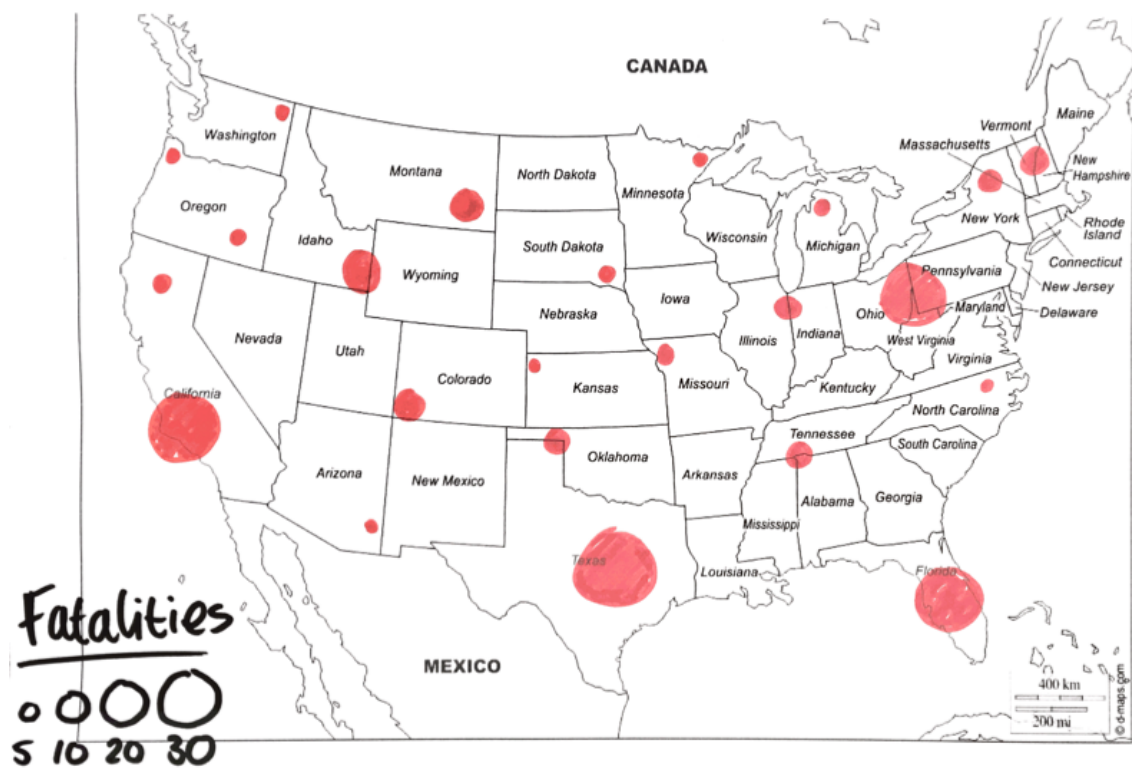 CANADA
Maine
Vermont
Massachusetts
Washington
Montana
North Dakota
Minnesota
New
Hampshire
Oregon
Idaho
New York
Rhode
Island
Wisconsin
Michigan
South Dakota
Wyoming
Connecticut
Pennsylvania
New Jersey
Iowa
Maryland
Nebraska
Ohio
Delaware
Nevada
Illinois
Indiana
West Virginia
Utah
Virginia
Colorado
Kansas
Missouri
Kentucky
California
North Carolina
Tennessee
South Carolina
Oklahoma
Arizona
New Mexico
Arkansas
Georgia
Alabama
Mississippi
Texas
Louisiana
Florida
Fatalities
MEXICO
5 10 20 30
400 km
200 mi
© d-maps.com